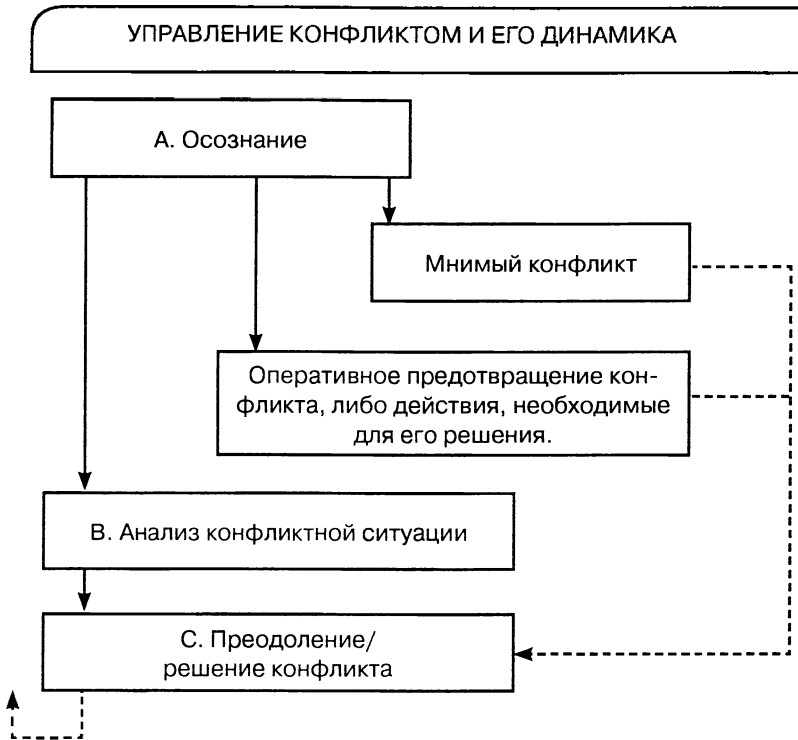 УПРАВЛЕНИЕ КОНФЛИКТОМ И ЕГО ДИНАМИКА
А. Осознание
Мнимый конфликт
Оперативное предотвращение кон-
фликта, либо действия, необходимые
для его решения.
В. Анализ конфликтной ситуации
С. Преодоление/
решение конфликта